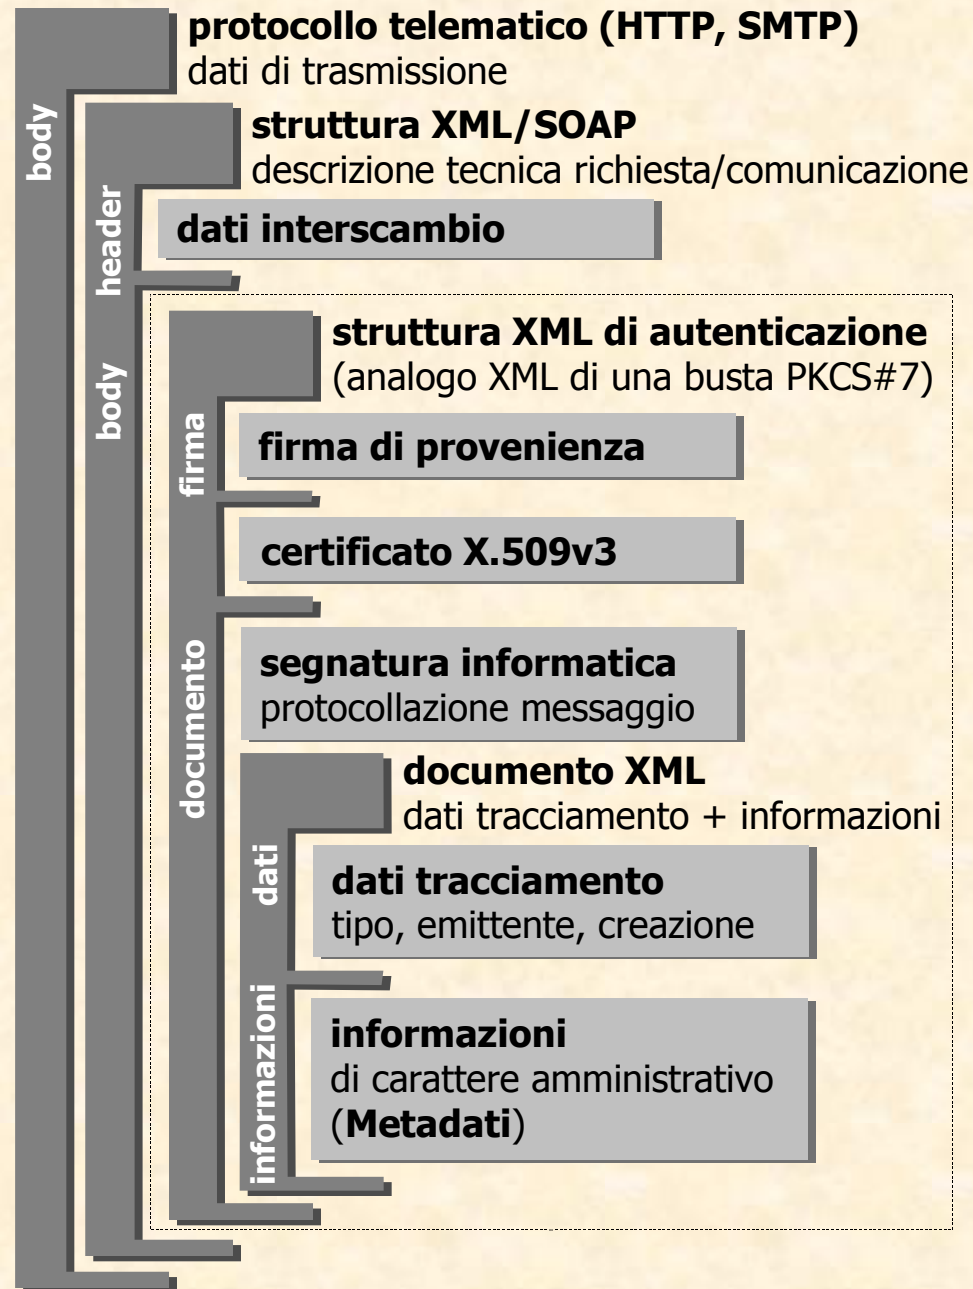 protocollo telematico (HTTP, SMTP)
dati di trasmissione
body
struttura XML/SOAP
descrizione tecnica richiesta/comunicazione
header
dati interscambio
body
struttura XML di autenticazione
(analogo XML di una busta PKCS#7)
firma
firma di provenienza
certificato X.509v3
documento
segnatura informatica
protocollazione messaggio
documento XML
dati tracciamento + informazioni
dati
dati tracciamento
tipo, emittente, creazione
informazioni
informazioni
di carattere amministrativo
(Metadati)